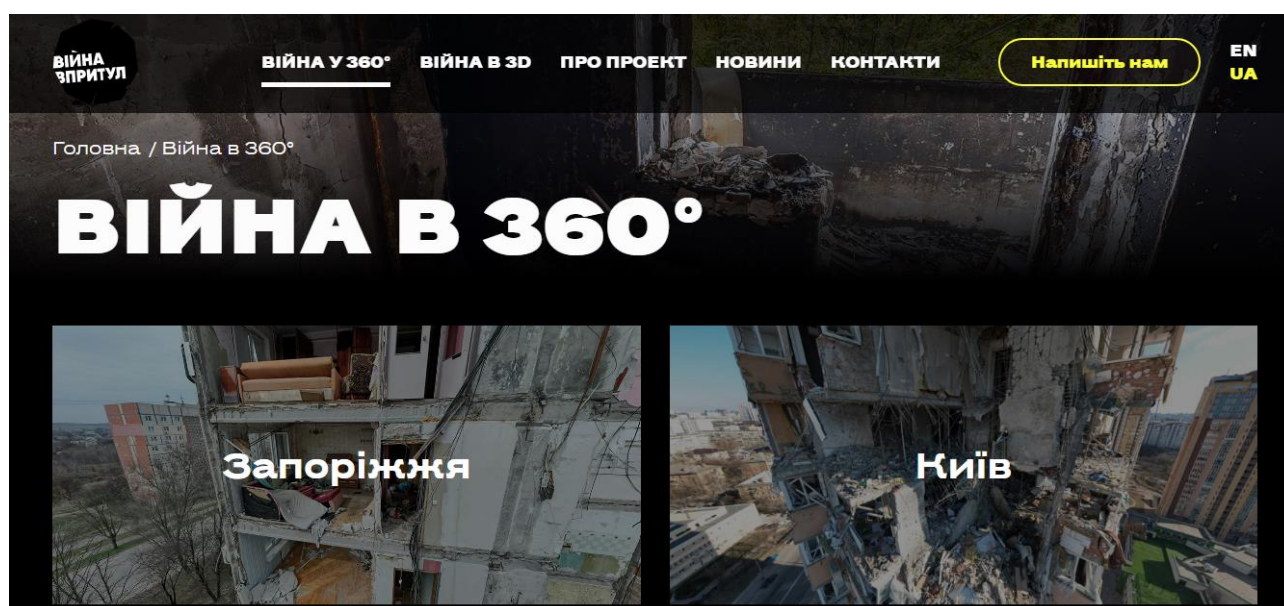 ВІЙНА
ВПРИТУЛ
ВІЙНА У 360° ВІЙНА В 3D ПРО ПРОЕКТ НОВИНИ КОНТАКТИ Напишіть нам EN
UA
Головна / Війна в 360°
ВІЙНА В 360°
Запоріжжя Київ